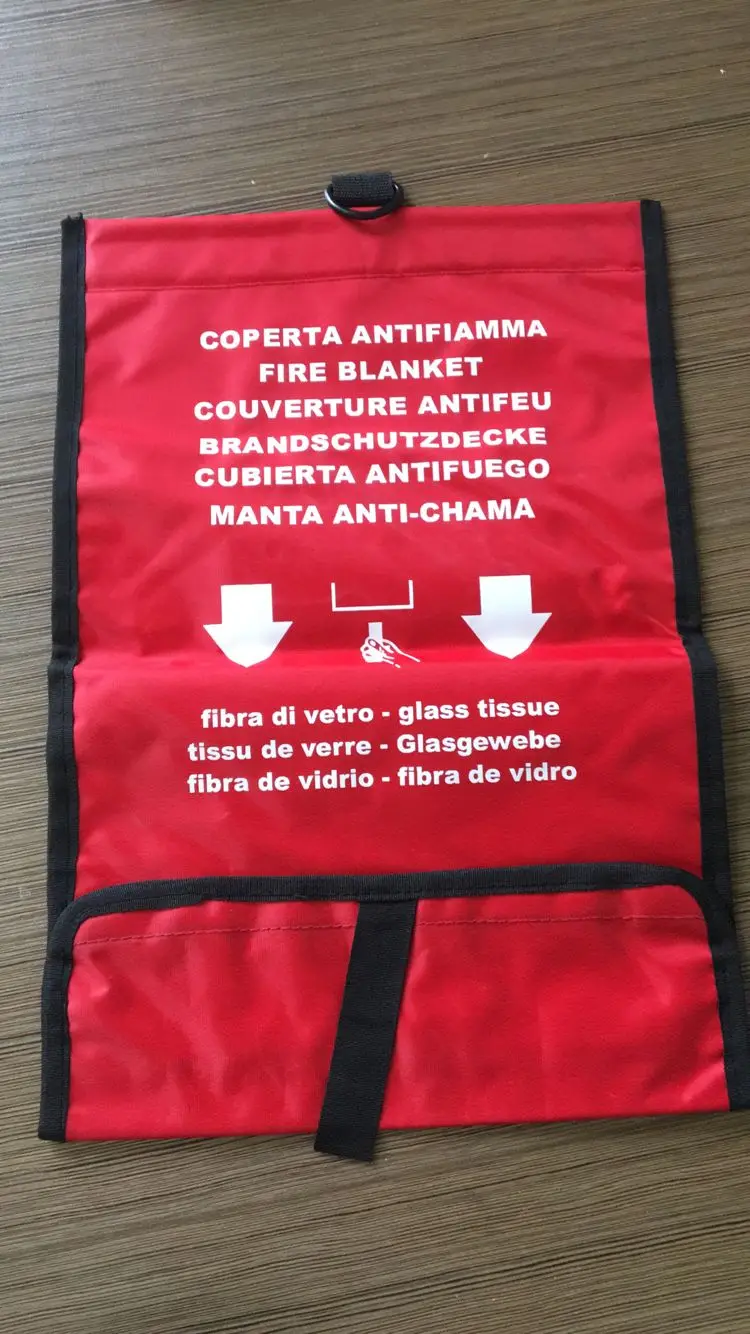 COPERTA ANTIFIAMMA
FIRE BLANKET
COUVERTURE ANTIFEU
BRANDSCHUTZDECKE
CUBIERTA ANTIFUEGO
MANTA ANTI-CHAMA
fibra di vetro - glass tissue
tissu de verre - Glasgewebe
fibra de vidrio - fibra de vidro